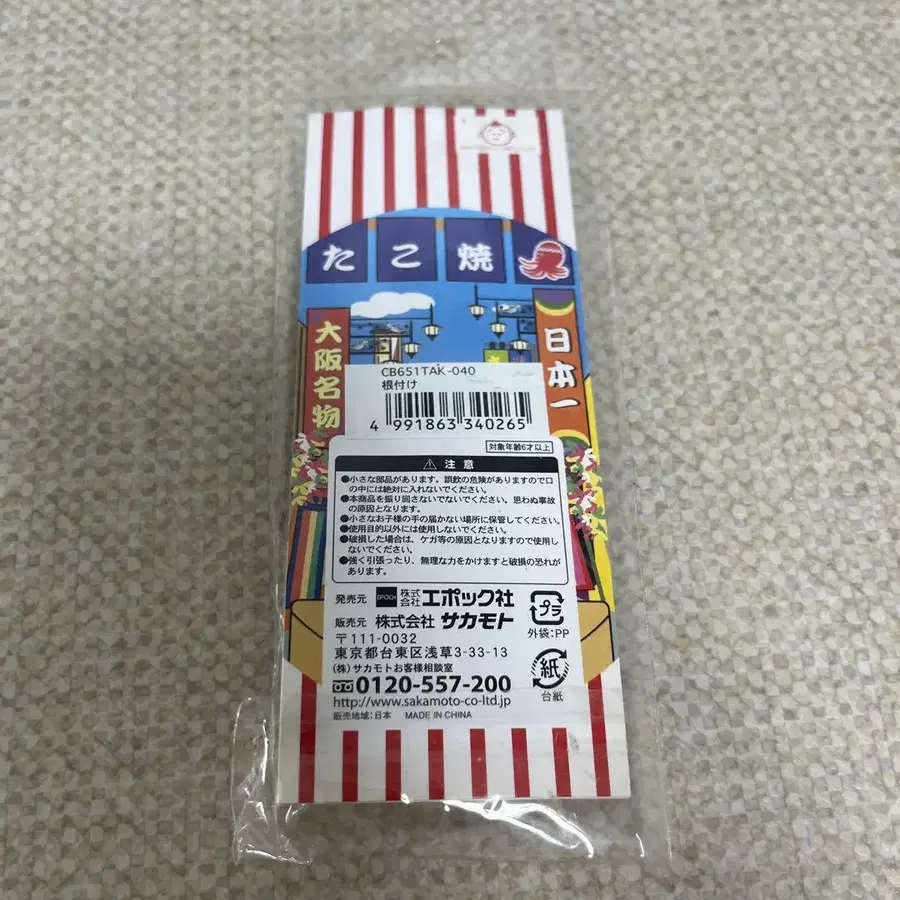 たこ焼
大阪名物
日本一
CB651TAK-040
根付け
4 991863 340265
対象年齢6才以上
⚠ 注意
●小さな部品があります。誤飲の危険がありますので口
の中には絶対に入れないでください。
●本商品を振り回さないでないでください。思わぬ事故
の原因となります。
●小さなお子様の手の届かない場所に保管してください。
●使用目的以外には使用しないでください。
●破損した場合は、ケガ等の原因となりますので使用し
ないでください。
●強く引張ったり、無理な力をかけますと破損の恐れが
あります。
発売元 EPOCH 株式会社 エポック社
販売元 株式会社 サカモト
〒111-0032
東京都台東区浅草3-33-13
(株)サカモトお客様相談室
0120-557-200
http://www.sakamoto-co-ltd.jp
販売地域:日本 MADE IN CHINA
プラ
外袋:PP
紙
台紙